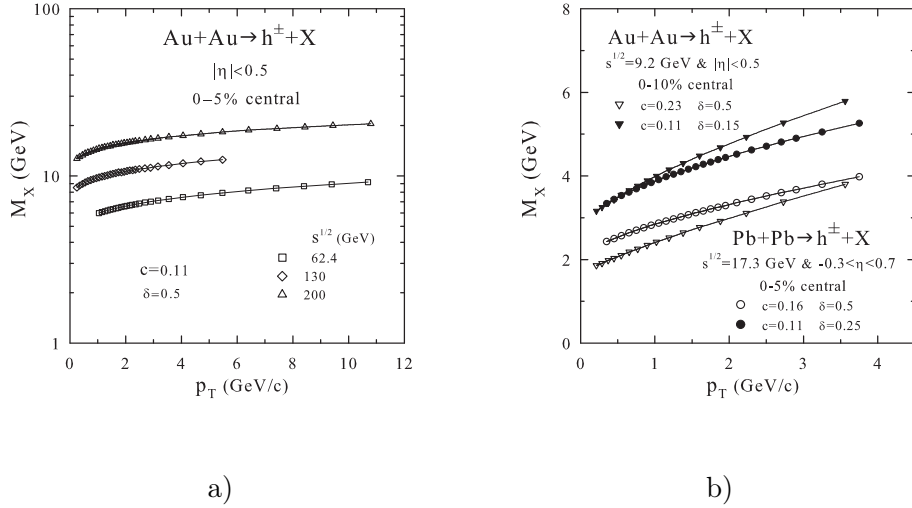 Au+Au→h±+X
|η|<0.5
0–5% central
s1/2 (GeV)
62.4
130
200
c=0.11
δ=0.5
M_X (GeV)
100
10
1
0 2 4 6 8 10 12
p_T (GeV/c)
a)
Au+Au→h±+X
s1/2=9.2 GeV & |η|<0.5
0-10% central
c=0.23 δ=0.5
c=0.11 δ=0.15
Pb+Pb→h±+X
s1/2=17.3 GeV & -0.3<η<0.7
0-5% central
c=0.16 δ=0.5
c=0.11 δ=0.25
M_X (GeV)
8
6
4
2
0
0 1 2 3 4
p_T (GeV/c)
b)